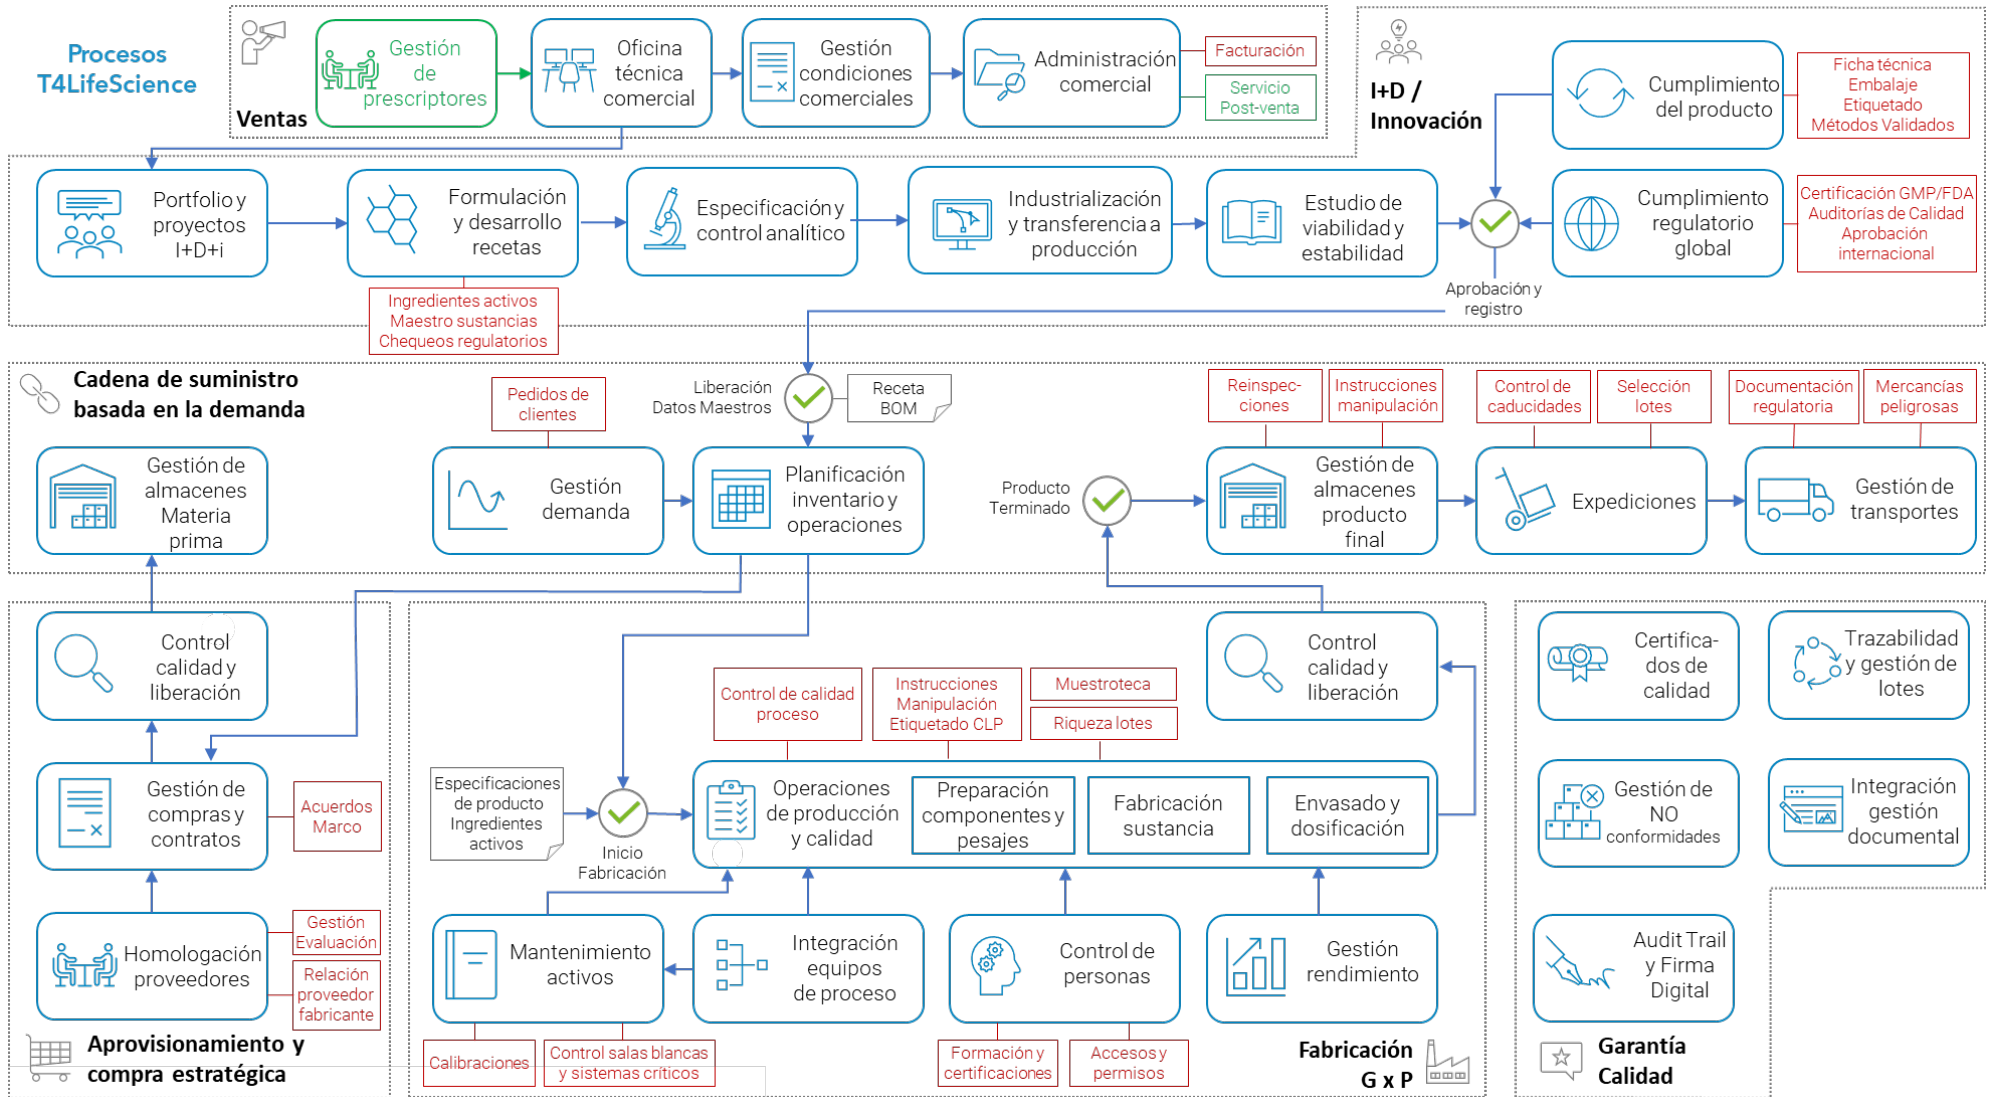 Procesos
T4LifeScience
Ventas
Gestión
de
prescriptores
Oficina
técnica
comercial
Gestión
condiciones
comerciales
Administración
comercial
Facturación
Servicio
Post-venta
I+D /
Innovación
Cumplimiento
del producto
Ficha técnica
Embalaje
Etiquetado
Métodos Validados
Portfolio y
proyectos
I+D+i
Formulación
y desarrollo
recetas
Ingredientes activos
Maestro sustancias
Chequeos regulatorios
Especificación y
control analítico
Industrialización
y transferencia a
producción
Estudio de
viabilidad y
estabilidad
Aprobación y
registro
Cumplimiento
regulatorio
global
Certificación GMP/FDA
Auditorías de Calidad
Aprobación
internacional
Cadena de suministro
basada en la demanda
Pedidos de
clientes
Liberación
Datos Maestros
Receta
BOM
Reinspec-
ciones
Instrucciones
manipulación
Control de
caducidades
Selección
lotes
Documentación
regulatoria
Mercancías
peligrosas
Gestión de
almacenes
Materia
prima
Gestión
demanda
Planificación
inventario y
operaciones
Producto
Terminado
Gestión de
almacenes
producto
final
Expediciones
Gestión de
transportes
Control
calidad y
liberación
Gestión de
compras y
contratos
Acuerdos
Marco
Homologación
proveedores
Gestión
Evaluación
Relación
proveedor
fabricante
Aprovisionamiento y
compra estratégica
Control
calidad y
liberación
Control de calidad
proceso
Instrucciones
Manipulación
Etiquetado CLP
Muestroteca
Riqueza lotes
Especificaciones
de producto
Ingredientes
activos
Inicio
Fabricación
Operaciones
de producción
y calidad
Preparación
componentes y
pesajes
Fabricación
sustancia
Envasado y
dosificación
Mantenimiento
activos
Integración
equipos
de proceso
Control de
personas
Gestión
rendimiento
Calibraciones
Control salas blancas
y sistemas críticos
Formación y
certificaciones
Accesos y
permisos
Fabricación
G x P
Certifica-
dos de
calidad
Trazabilidad
y gestión de
lotes
Gestión de
NO
conformidades
Integración
gestión
documental
Audit Trail
y Firma
Digital
Garantía
Calidad